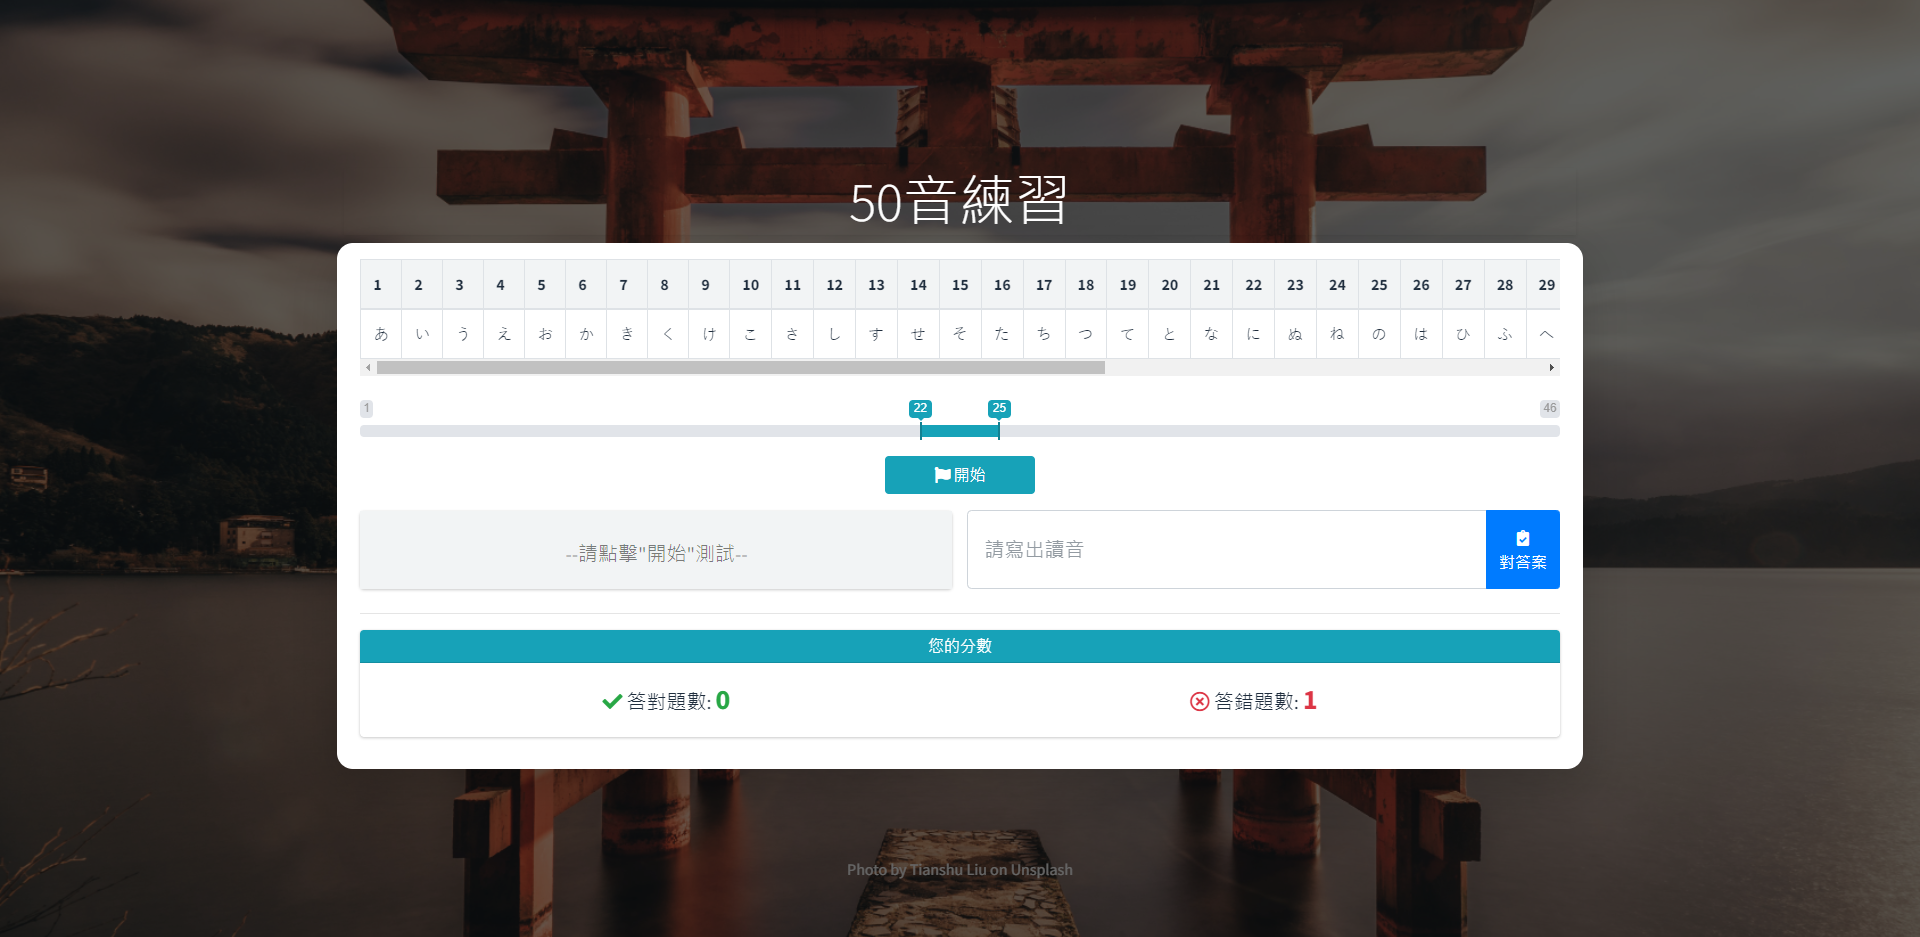 50音練習
1 2 3 4 5 6 7 8 9 10 11 12 13 14 15 16 17 18 19 20 21 22 23 24 25 26 27 28 29
あ い う え お か き く け こ さ し す せ そ た ち つ て と な に ぬ ね の は ひ ふ へ
1 22 25 46
開始
--請點擊"開始"測試--
請寫出讀音
對答案
您的分數
答對題數: 0
答錯題數: 1
Photo by Tianshu Liu on Unsplash